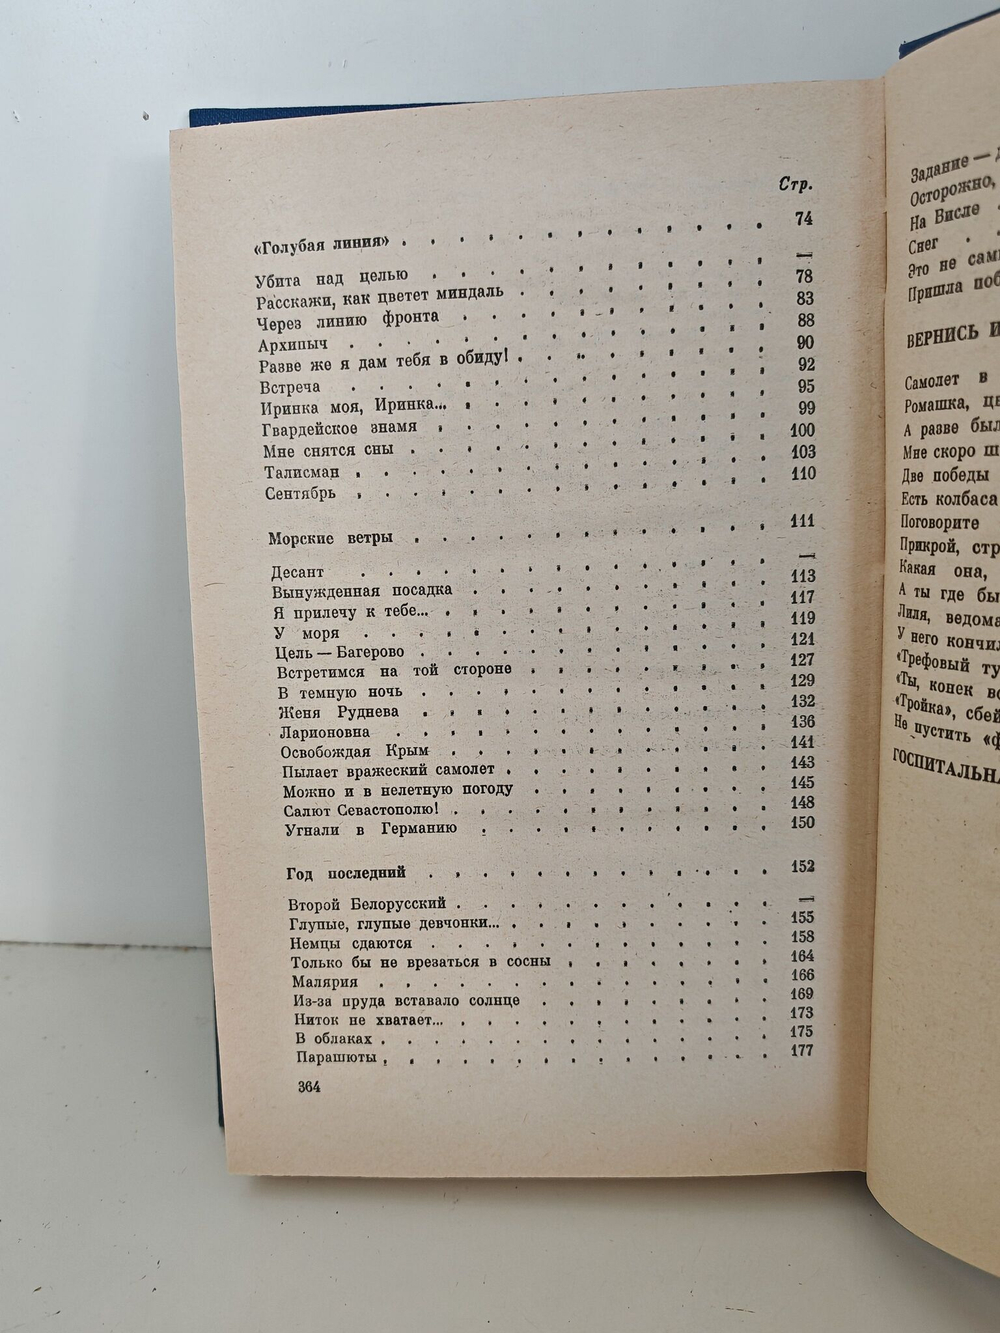 Стр.
«Голубая линия» . . . . . . . . . . . . . 74
Убита над целью . . . . . . . . . . . . —
Расскажи, как цветет миндаль . . . . . . . . . 78
Через линию фронта . . . . . . . . . . . 83
Архипыч . . . . . . . . . . . . . . . 88
Разве же я дам тебя в обиду! . . . . . . . . . 90
Встреча . . . . . . . . . . . . . . . 92
Иринка моя, Иринка... . . . . . . . . . . . 95
Гвардейское знамя . . . . . . . . . . . . 99
Мне снятся сны . . . . . . . . . . . . . 100
Талисман . . . . . . . . . . . . . . . 103
Сентябрь . . . . . . . . . . . . . . . 110
Морские ветры . . . . . . . . . . . . . 111
Десант . . . . . . . . . . . . . . . —
Вынужденная посадка . . . . . . . . . . . 113
Я прилечу к тебе... . . . . . . . . . . . . 117
У моря . . . . . . . . . . . . . . . 119
Цель — Багерово . . . . . . . . . . . . . 121
Встретимся на той стороне . . . . . . . . . 127
В темную ночь . . . . . . . . . . . . . 129
Женя Руднева . . . . . . . . . . . . . 132
Ларионовна . . . . . . . . . . . . . . 136
Освобождая Крым . . . . . . . . . . . . 141
Пылает вражеский самолет . . . . . . . . . . 143
Можно и в нелетную погоду . . . . . . . . . 145
Салют Севастополю! . . . . . . . . . . . . 148
Угнали в Германию . . . . . . . . . . . 150
Год последний . . . . . . . . . . . . . 152
Второй Белорусский . . . . . . . . . . . . —
Глупые, глупые девчонки... . . . . . . . . . . 155
Немцы сдаются . . . . . . . . . . . . . 158
Только бы не врезаться в сосны . . . . . . . . 164
Малярия . . . . . . . . . . . . . . . 166
Из-за пруда вставало солнце . . . . . . . . . 169
Ниток не хватает... . . . . . . . . . . . . 173
В облаках . . . . . . . . . . . . . . . 175
Парашюты . . . . . . . . . . . . . . . 177
364
Задание —
Осторожно,
На Висле .
Снег . .
Это не
Пришла
ВЕРНИСЬ И
Самолет в
Ромашка,
А разве
Мне скоро
Две победы
Есть колбаса
Поговорите
Прикрой,
Какая она,
А ты где
Лиля,
У него
«Трефовый
«Ты, конек
«Тройка»,
Не пустить